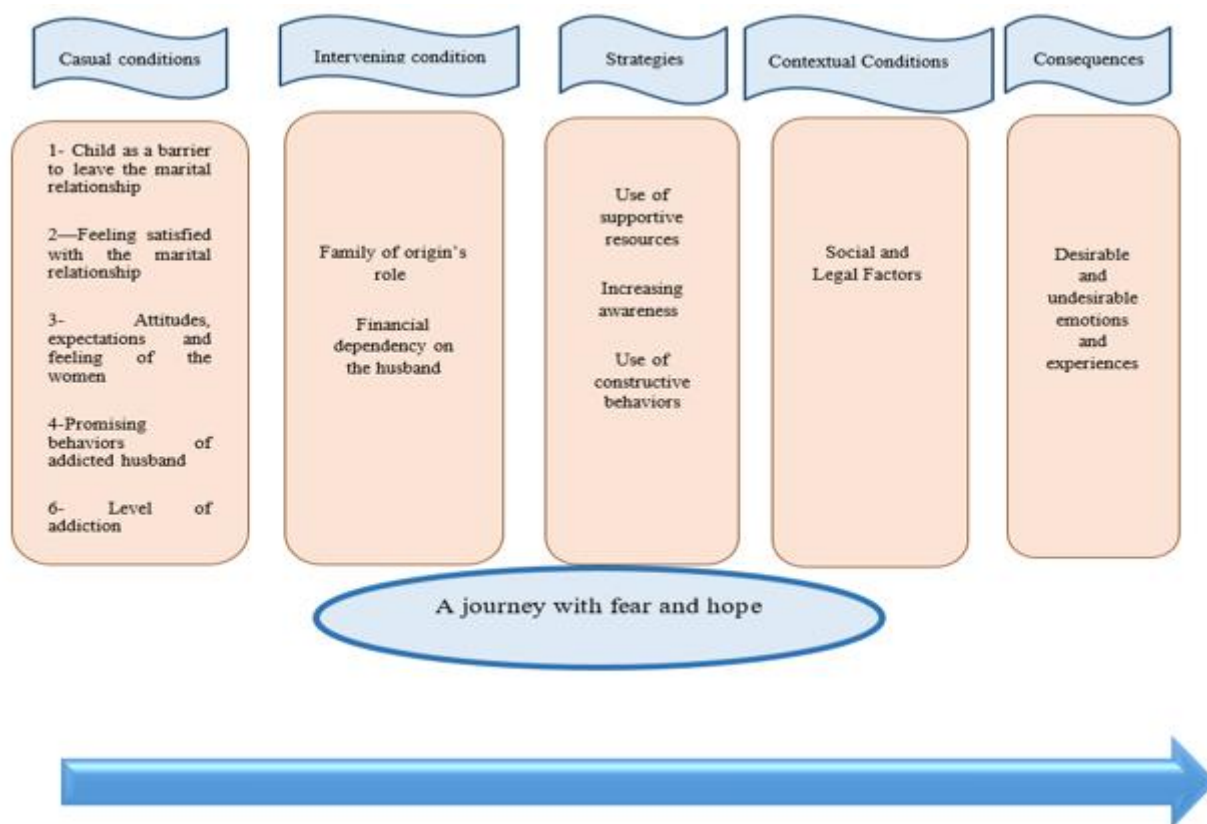 Casual conditions
Intervening condition
Strategies
Contextual Conditions
Consequences
1- Child as a barrier
to leave the marital
relationship
2—Feeling satisfied
with the marital
relationship
3- Attitudes,
expectations and
feeling of the
women
4-Promising
behaviors of
addicted husband
6- Level of
addiction
Family of origin’s
role
Financial
dependency on
the husband
Use of
supportive
resources
Increasing
awareness
Use of
constructive
behaviors
Social and
Legal Factors
Desirable
and
undesirable
emotions
and
experiences
A journey with fear and hope